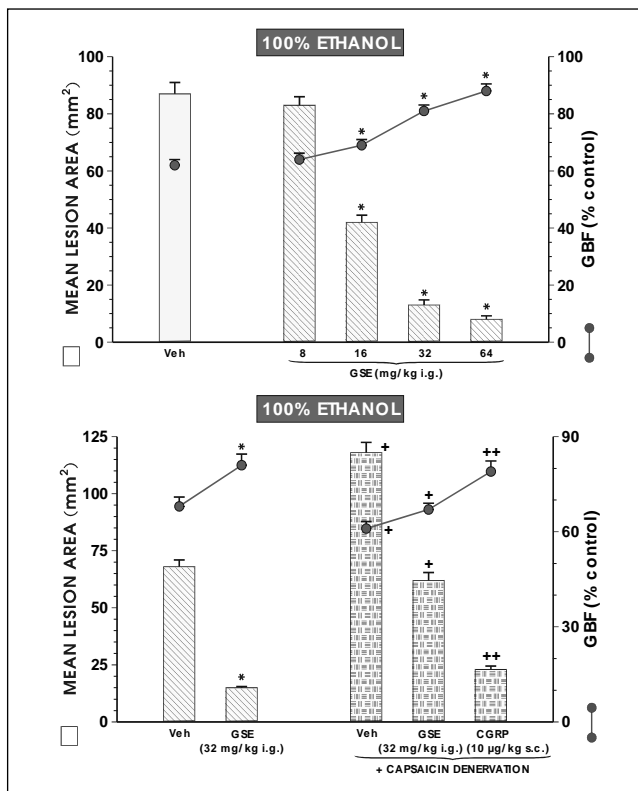 100% ETHANOL
MEAN LESION AREA (mm²)
100
80
60
40
20
0
100
80
60
40
20
0
GBF (% control)
* * *
* * *
Veh 8 16 32 64
GSE (mg/kg i.g.)
100% ETHANOL
MEAN LESION AREA (mm²)
125
100
75
50
25
0
90
60
30
0
GBF (% control)
* + + ++
+ +
* ++
Veh GSE Veh GSE CGRP
(32 mg/kg i.g.) (32 mg/kg i.g.) (10 µg/kg s.c.)
+ CAPSAICIN DENERVATION